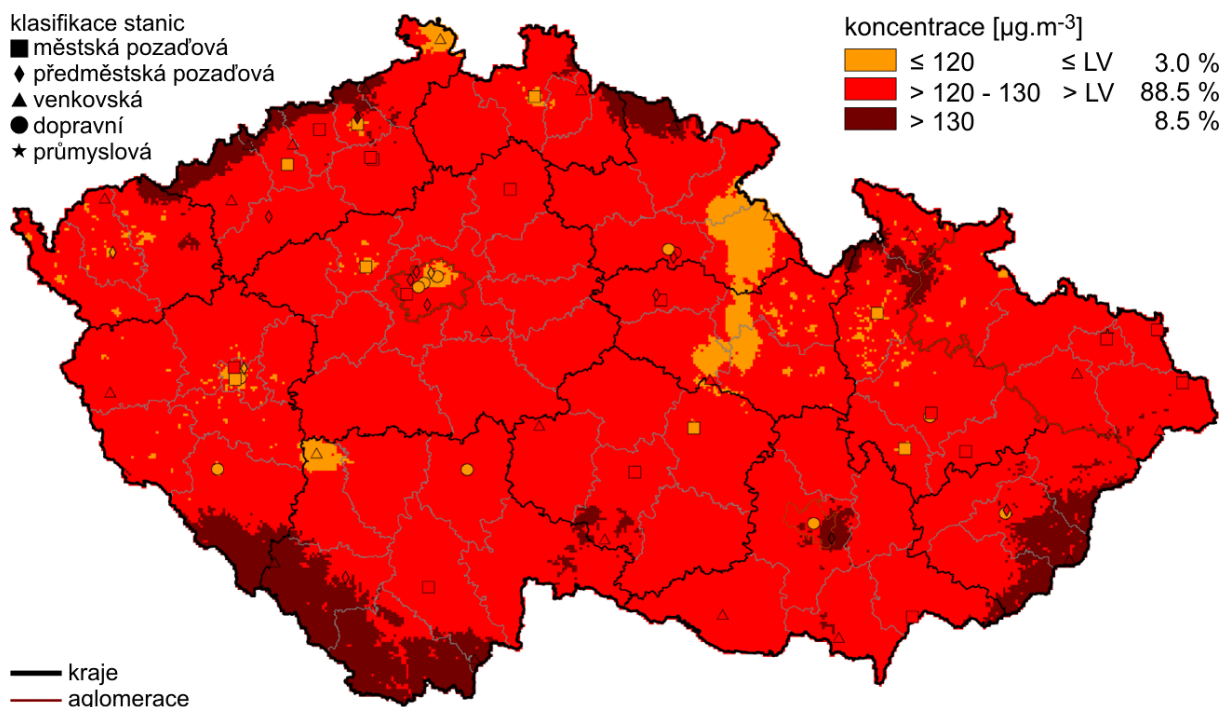 klasifikace stanic
městská pozaďová
předměstská pozaďová
venkovská
dopravní
průmyslová
koncentrace [µg.m-3]
≤ 120 ≤ LV 3.0 %
> 120 - 130 > LV 88.5 %
> 130 8.5 %
kraje
aglomerace